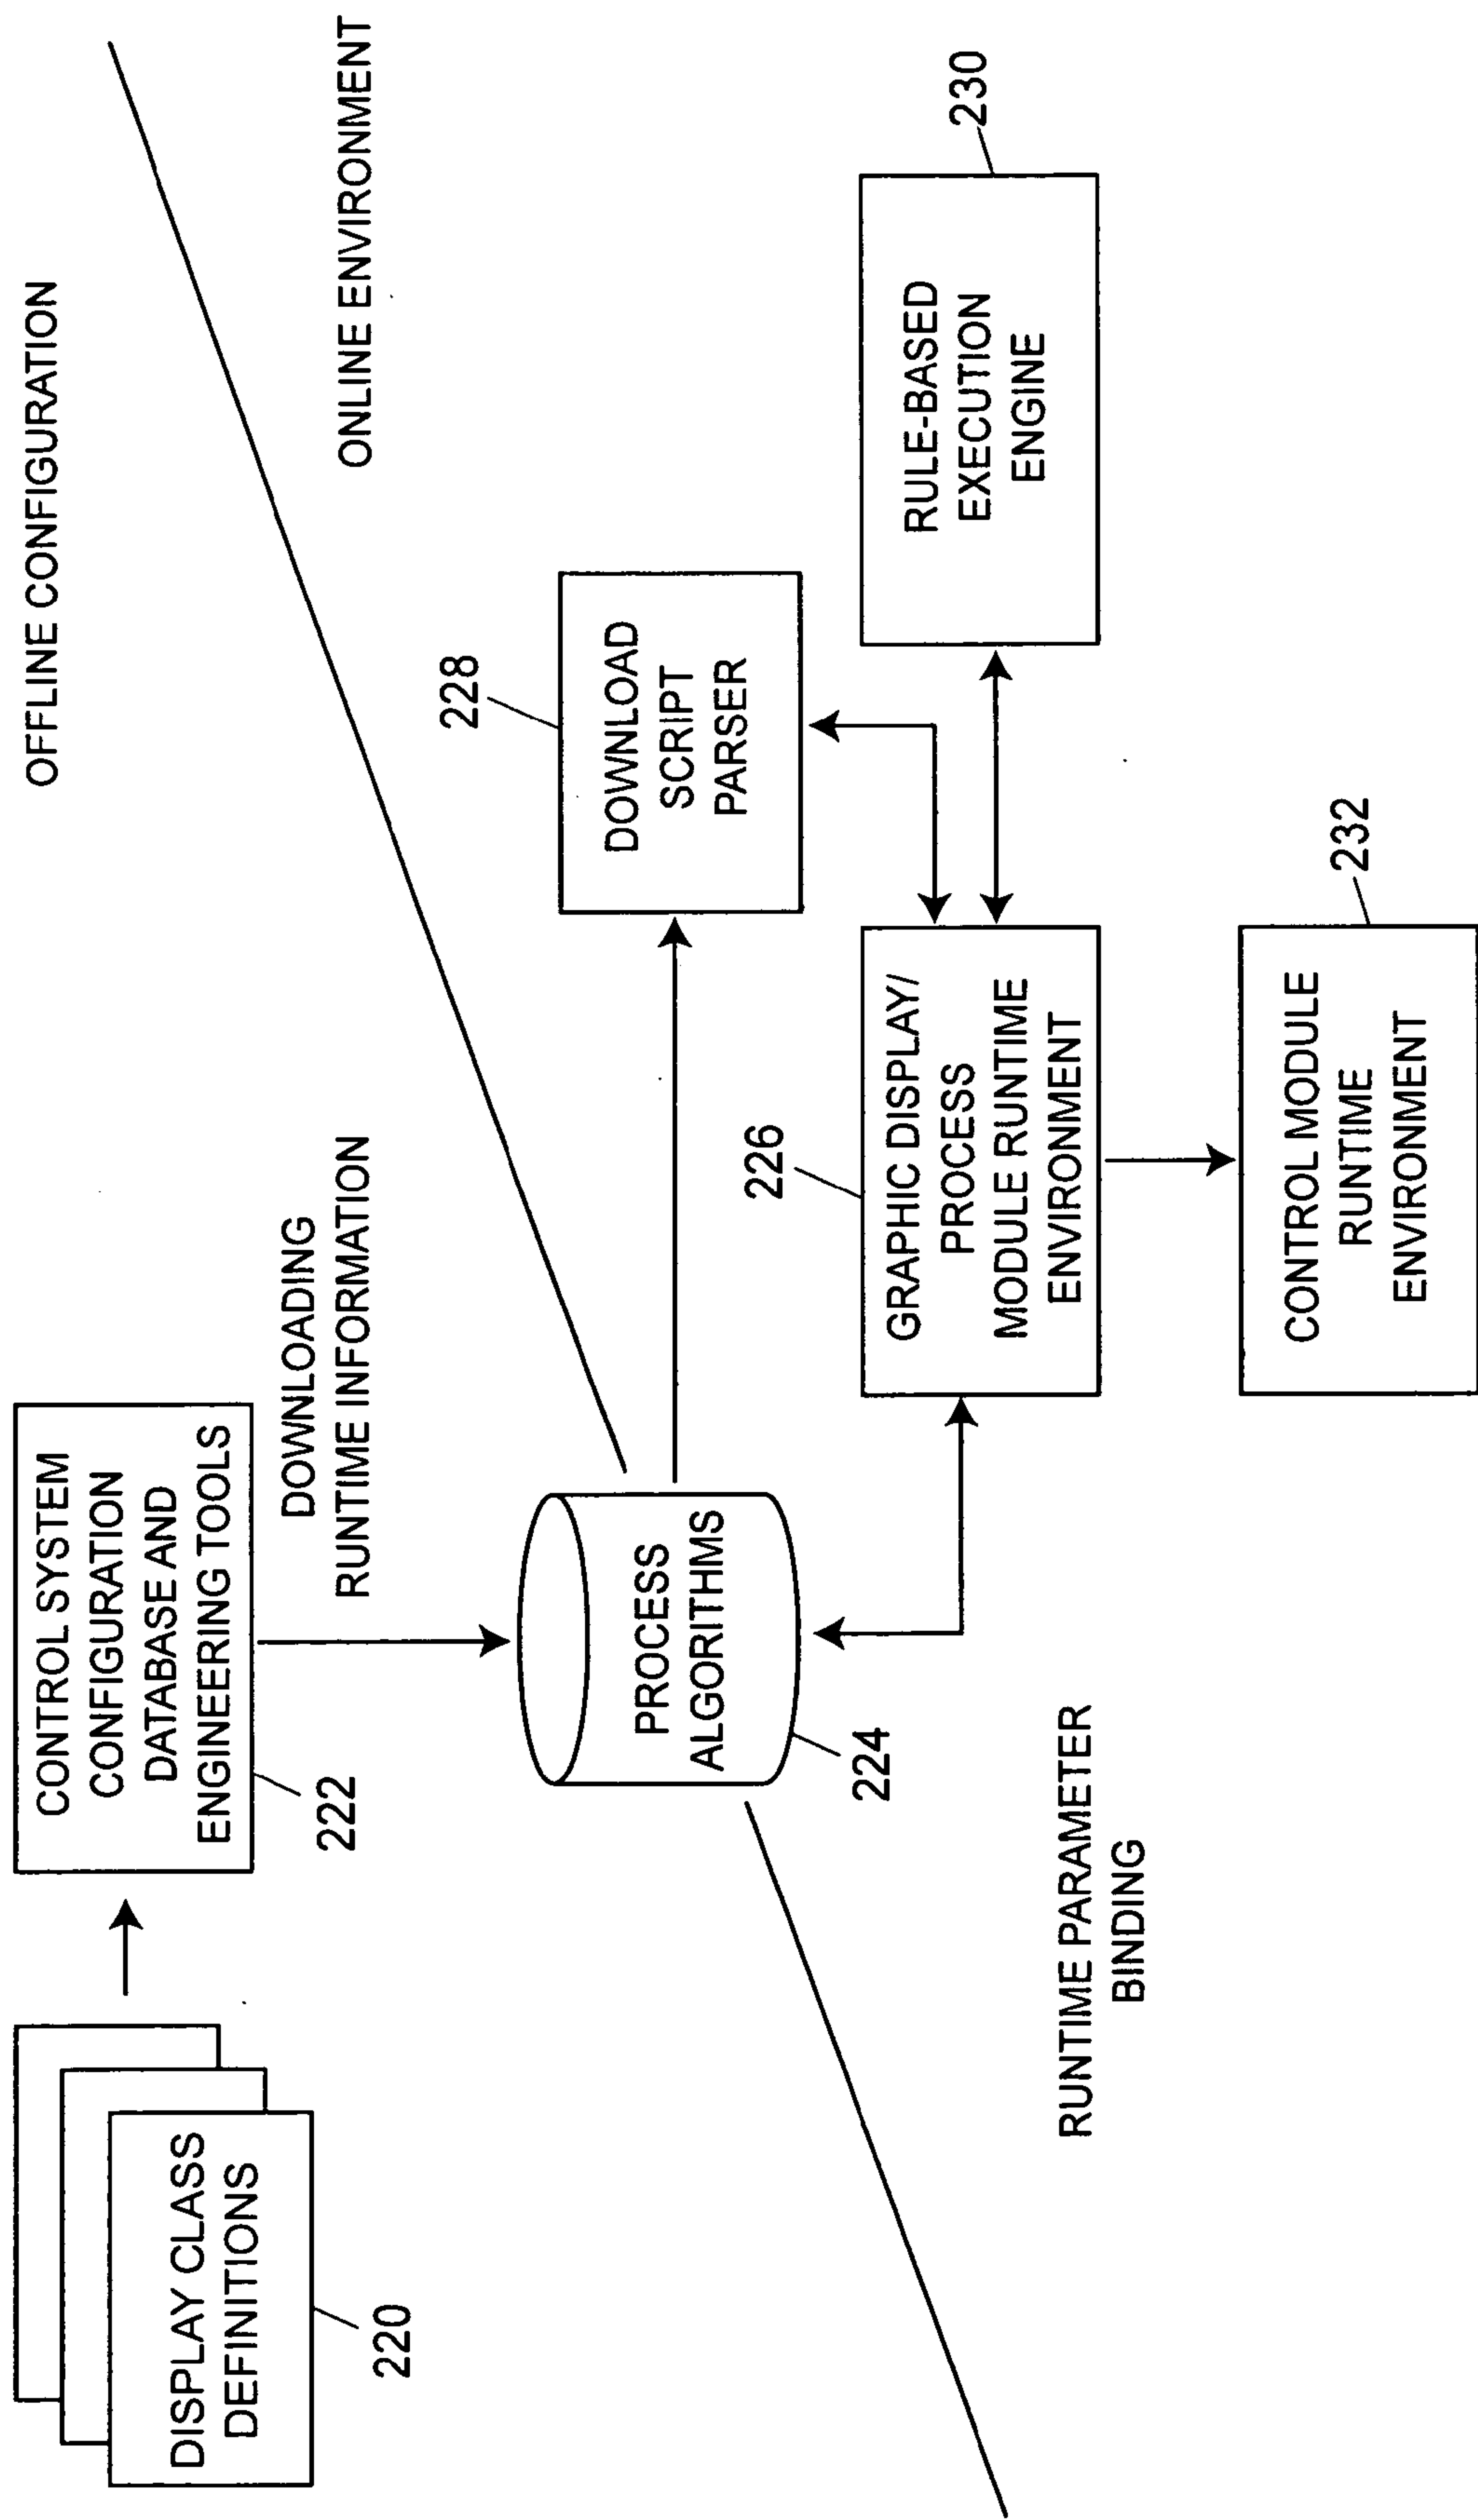 OFFLINE CONFIGURATION
ONLINE ENVIRONMENT
DISPLAY CLASS
DEFINITIONS
220
CONTROL SYSTEM
CONFIGURATION
DATABASE AND
ENGINEERING TOOLS
222
DOWNLOADING
RUNTIME INFORMATION
PROCESS
ALGORITHMS
224
DOWNLOAD
SCRIPT
PARSER
228
RUNTIME PARAMETER
BINDING
GRAPHIC DISPLAY/
PROCESS
MODULE RUNTIME
ENVIRONMENT
226
RULE-BASED
EXECUTION
ENGINE
230
CONTROL MODULE
RUNTIME
ENVIRONMENT
232